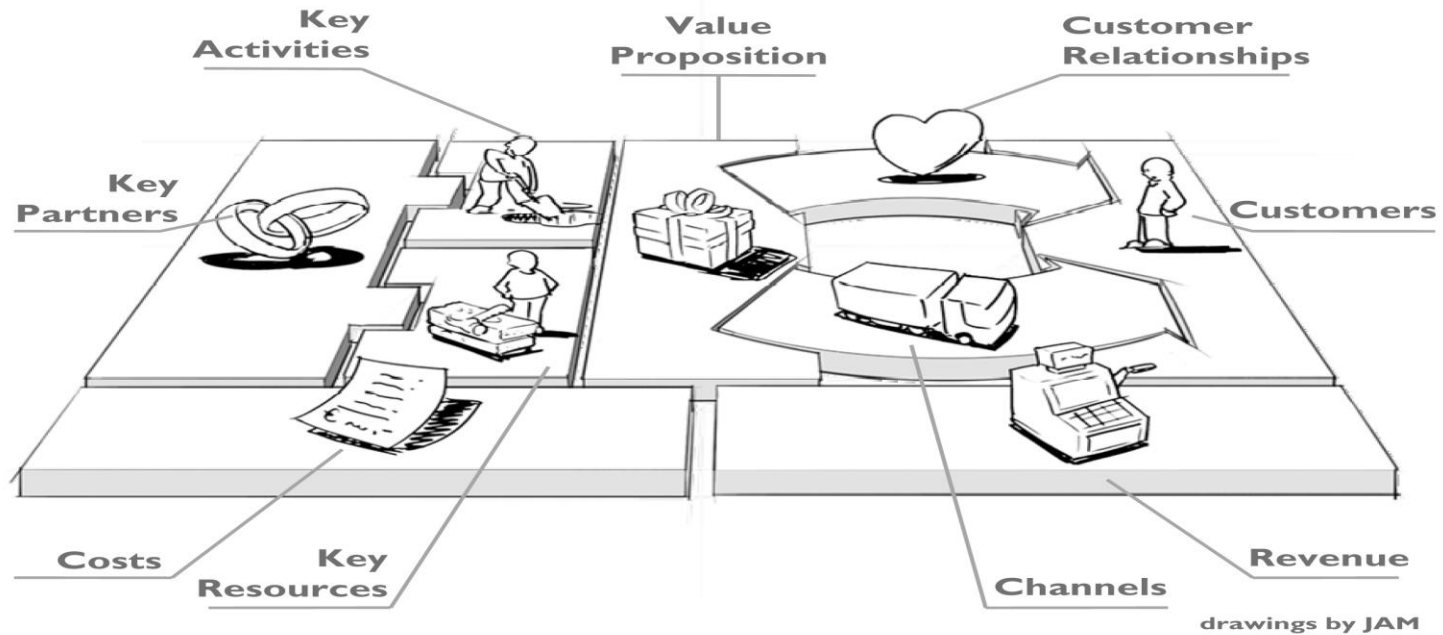 Key
Activities
Value
Proposition
Customer
Relationships
Key
Partners
Customers
Costs
Key
Resources
Channels
Revenue
drawings by JAM